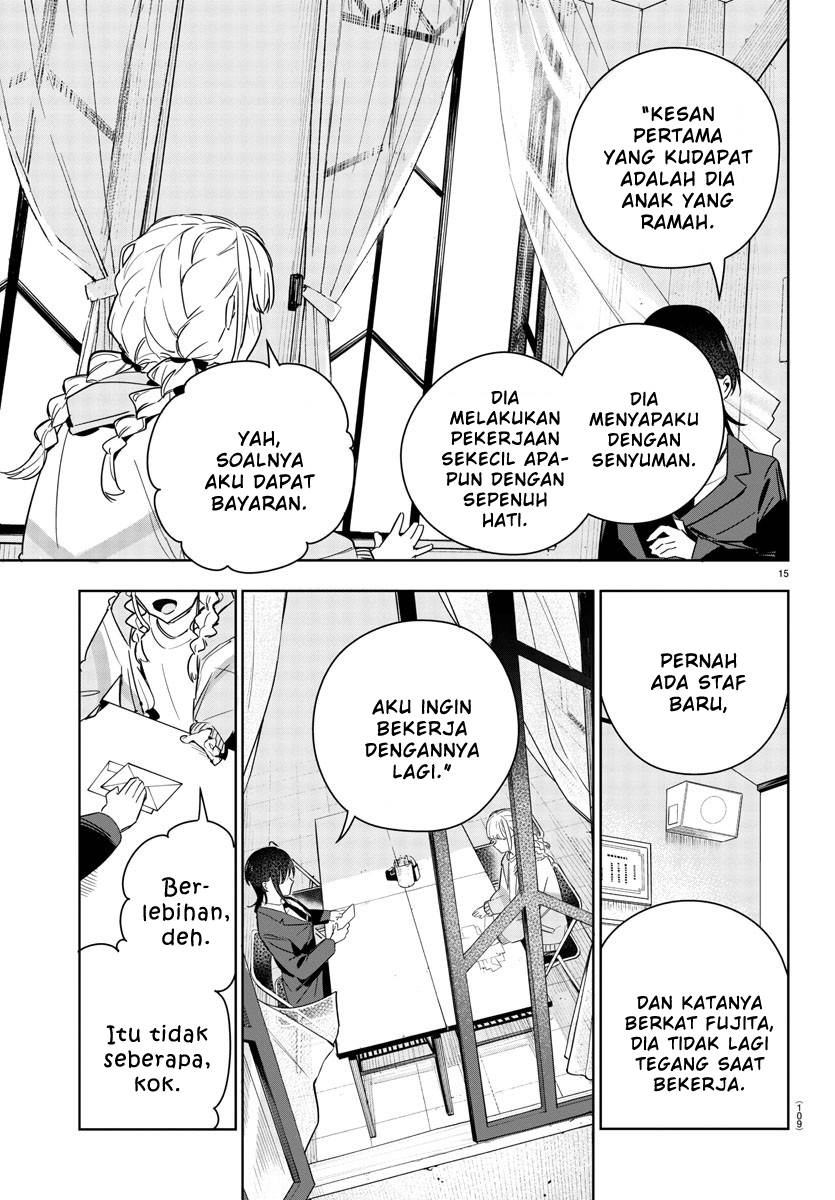 "KESAN
PERTAMA
YANG KUDAPAT
ADALAH DIA
ANAK YANG
RAMAH.
DIA
MENYAPAKU
DENGAN
SENYUMAN.
DIA
MELAKUKAN
PEKERJAAN
SEKECIL APA-
PUN DENGAN
SEPENUH
HATI.
YAH,
SOALNYA
AKU DAPAT
BAYARAN.
15
PERNAH
ADA STAF
BARU,
DAN KATANYA
BERKAT FUJITA,
DIA TIDAK LAGI
TEGANG SAAT
BEKERJA.
AKU INGIN
BEKERJA
DENGANNYA
LAGI."
Ber-
lebihan,
deh.
Itu tidak
seberapa,
kok.
(109)